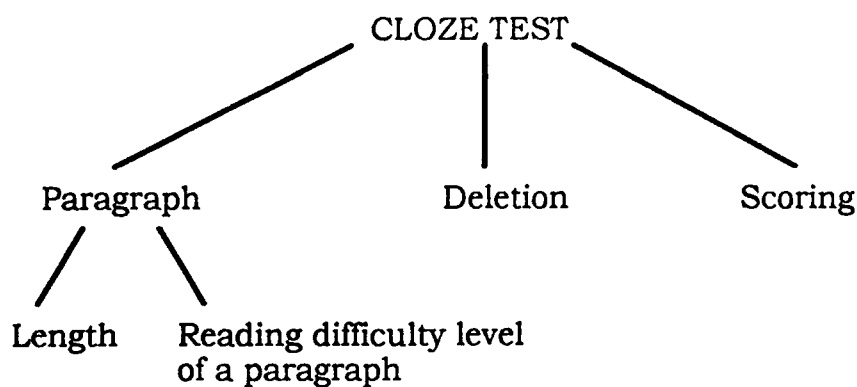 CLOZE TEST
Paragraph Deletion Scoring
Length Reading difficulty level
of a paragraph